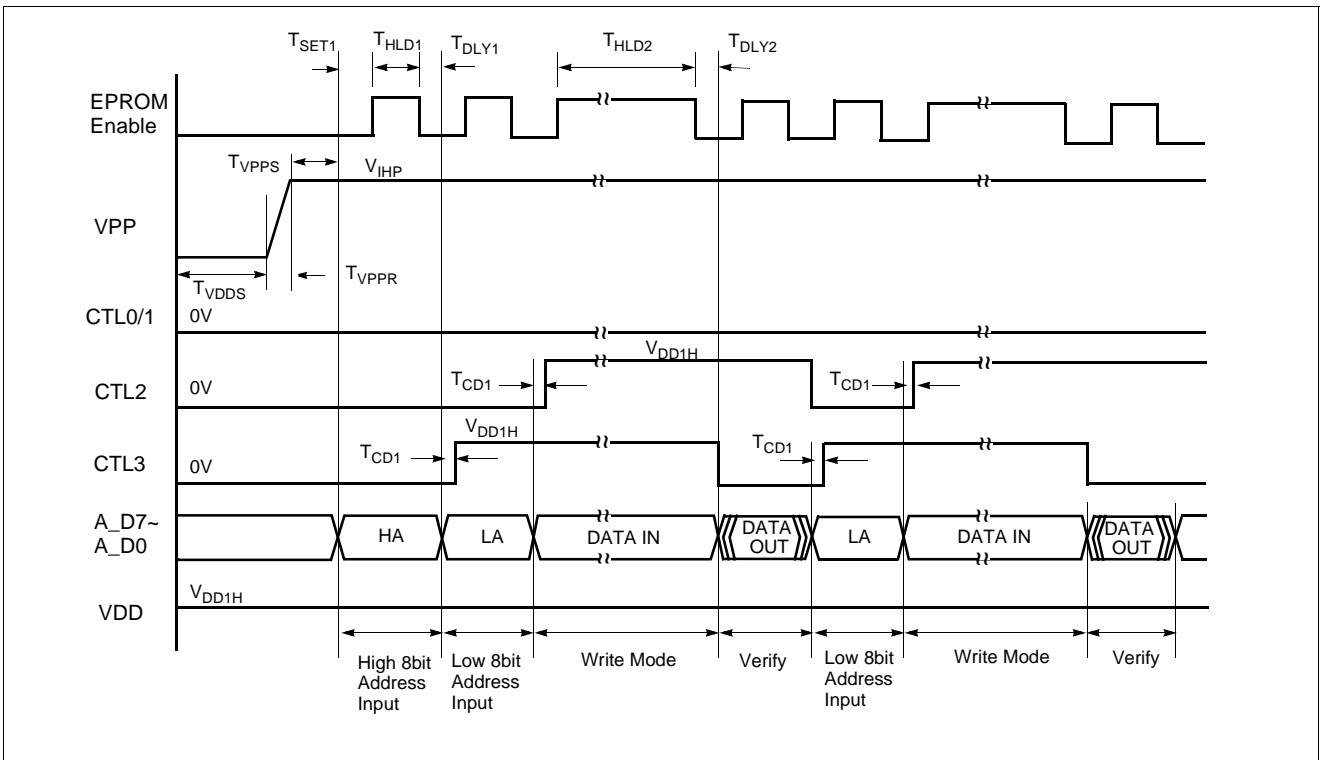 TSET1 THLD1 TDLY1 THLD2 TDLY2
EPROM
Enable
TVPPS VIHP
VPP
TVPPR
TVDDS
CTL0/1 0V
VDD1H
CTL2 0V TCD1 TCD1
VDD1H
CTL3 0V TCD1 TCD1
A_D7~
A_D0
HA LA DATA IN DATA
OUT LA DATA IN DATA
OUT
VDD VDD1H
High 8bit
Address
Input
Low 8bit
Address
Input
Write Mode
Verify
Low 8bit
Address
Input
Write Mode
Verify